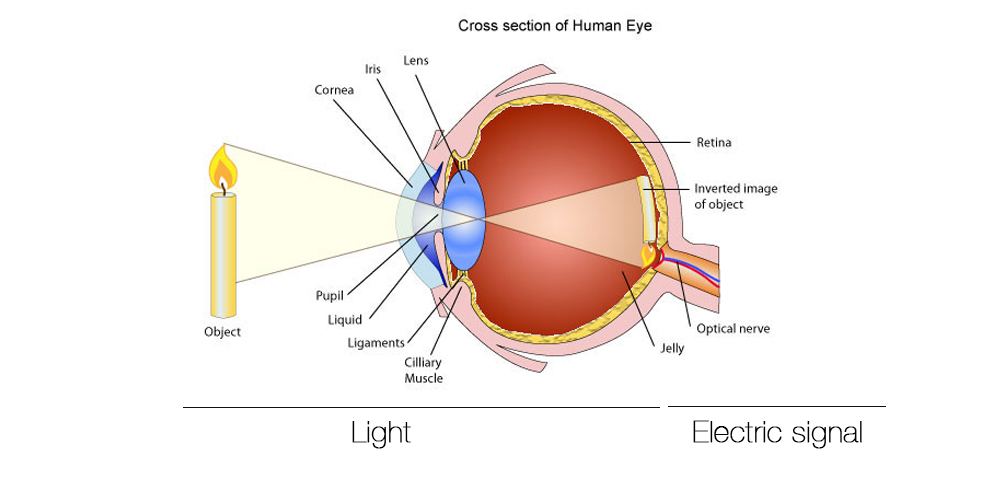 Cross section of Human Eye
Lens
Iris
Cornea
Retina
Inverted image
of object
Pupil
Liquid
Object
Ligaments
Cilliary
Muscle
Optical nerve
Jelly
Light
Electric signal